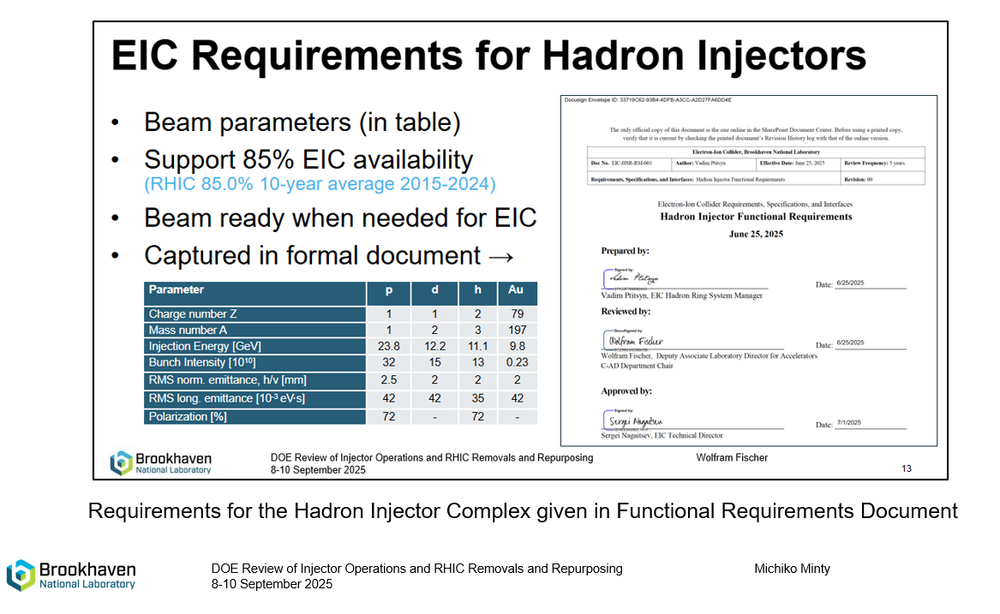 EIC Requirements for Hadron Injectors
• Beam parameters (in table)
• Support 85% EIC availability
(RHIC 85.0% 10-year average 2015-2024)
• Beam ready when needed for EIC
• Captured in formal document →
Parameter p d h Au
Charge number Z 1 1 2 79
Mass number A 1 2 3 197
Injection Energy [GeV] 23.8 12.2 11.1 9.8
Bunch Intensity [10¹⁰] 32 15 13 0.23
RMS norm. emittance, h/v [mm] 2.5 2 2 2
RMS long. emittance [10⁻³ eV·s] 42 42 35 42
Polarization [%] 72 - 72 -
Docusign Envelope ID: 33719C62-93B4-4DFB-A3CC-A2D27FA6DD4E
The only official copy of this document is the one online in the SharePoint Document Center. Before using a printed copy,
verify that it is current by checking the printed document's Revision History log with that of the online version.
Electron-Ion Collider, Brookhaven National Laboratory
Doc No. EIC-HSR-RSI-001 Author: Vadim Ptitsyn Effective Date: June 25, 2025 Review Frequency: 5 years
Requirements, Specifications, and Interfaces: Hadron Injector Functional Requirements Revision: 00
Electron-Ion Collider Requirements, Specifications, and Interfaces
Hadron Injector Functional Requirements
June 25, 2025
Prepared by:
Signed by:
Vadim Ptitsyn
Date: 6/25/2025
Vadim Ptitsyn, EIC Hadron Ring System Manager
Reviewed by:
DocuSigned by:
Wolfram Fischer
Date: 6/25/2025
Wolfram Fischer, Deputy Associate Laboratory Director for Accelerators
C-AD Department Chair
Approved by:
Signed by:
Sergei Nagaitsev
Date: 7/1/2025
Sergei Nagaitsev, EIC Technical Director
Brookhaven
National Laboratory
DOE Review of Injector Operations and RHIC Removals and Repurposing
8-10 September 2025
Wolfram Fischer
13
Requirements for the Hadron Injector Complex given in Functional Requirements Document
Brookhaven
National Laboratory
DOE Review of Injector Operations and RHIC Removals and Repurposing
8-10 September 2025
Michiko Minty